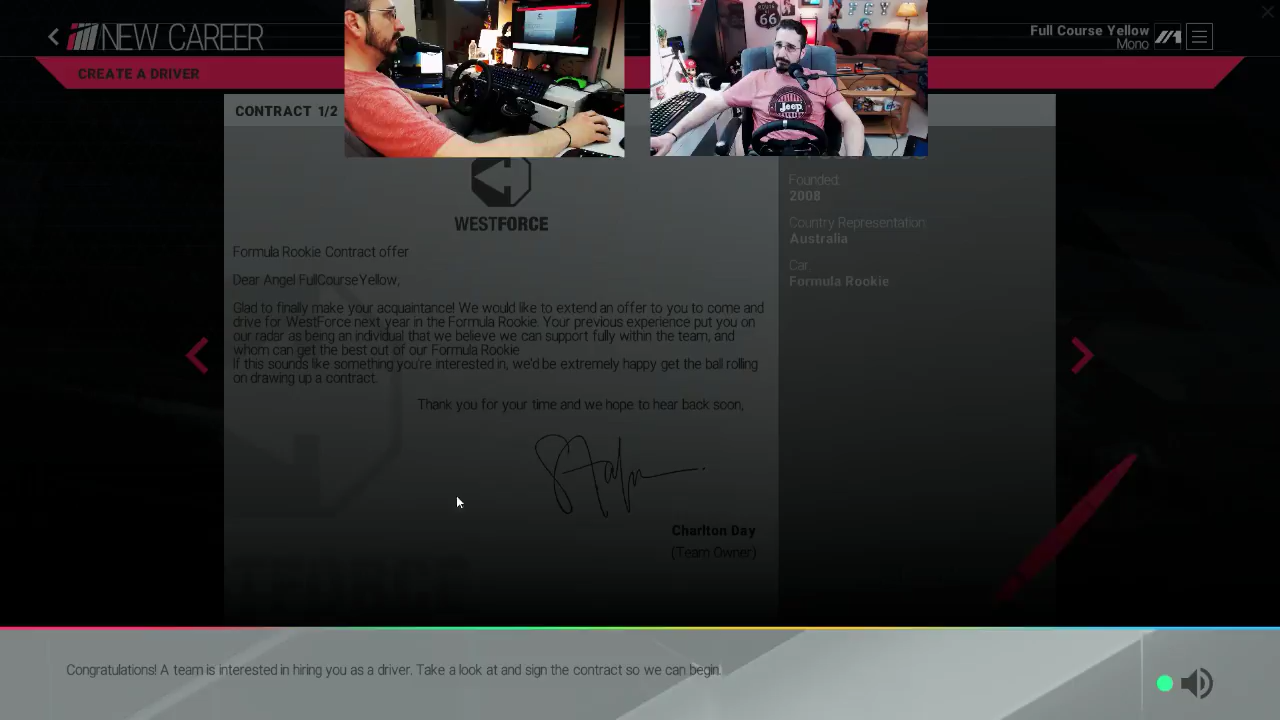 NEW CAREER
Full Course Yellow
Mono
CREATE A DRIVER
CONTRACT 1/2
ROUTE
66
Jeep
WESTFORCE
Founded:
2008
Country Representation:
Australia
Car:
Formula Rookie
Formula Rookie Contract offer
Dear Angel FullCourseYellow,
Glad to finally make your acquaintance! We would like to extend an offer to you to come and
drive for WestForce next year in the Formula Rookie. Your previous experience put you on
our radar as being an individual that we believe we can support fully within the team, and
whom can get the best out of our Formula Rookie
If this sounds like something you're interested in, we'd be extremely happy get the ball rolling
on drawing up a contract.
Thank you for your time and we hope to hear back soon,
Charlton Day
(Team Owner)
Congratulations! A team is interested in hiring you as a driver. Take a look at and sign the contract so we can begin.